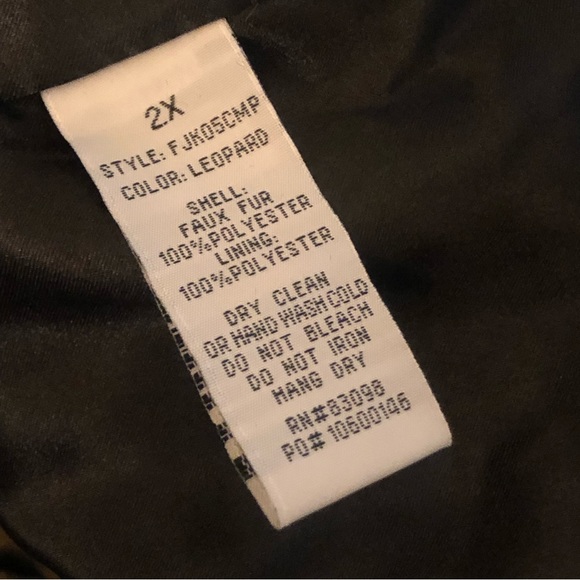 2X
STYLE: FJK05CMP
COLOR: LEOPARD
SHELL:
FAUX FUR
100%POLYESTER
LINING:
100%POLYESTER
DRY CLEAN
OR HAND WASH COLD
DO NOT BLEACH
DO NOT IRON
HANG DRY
RN#83098
PO# 10600146